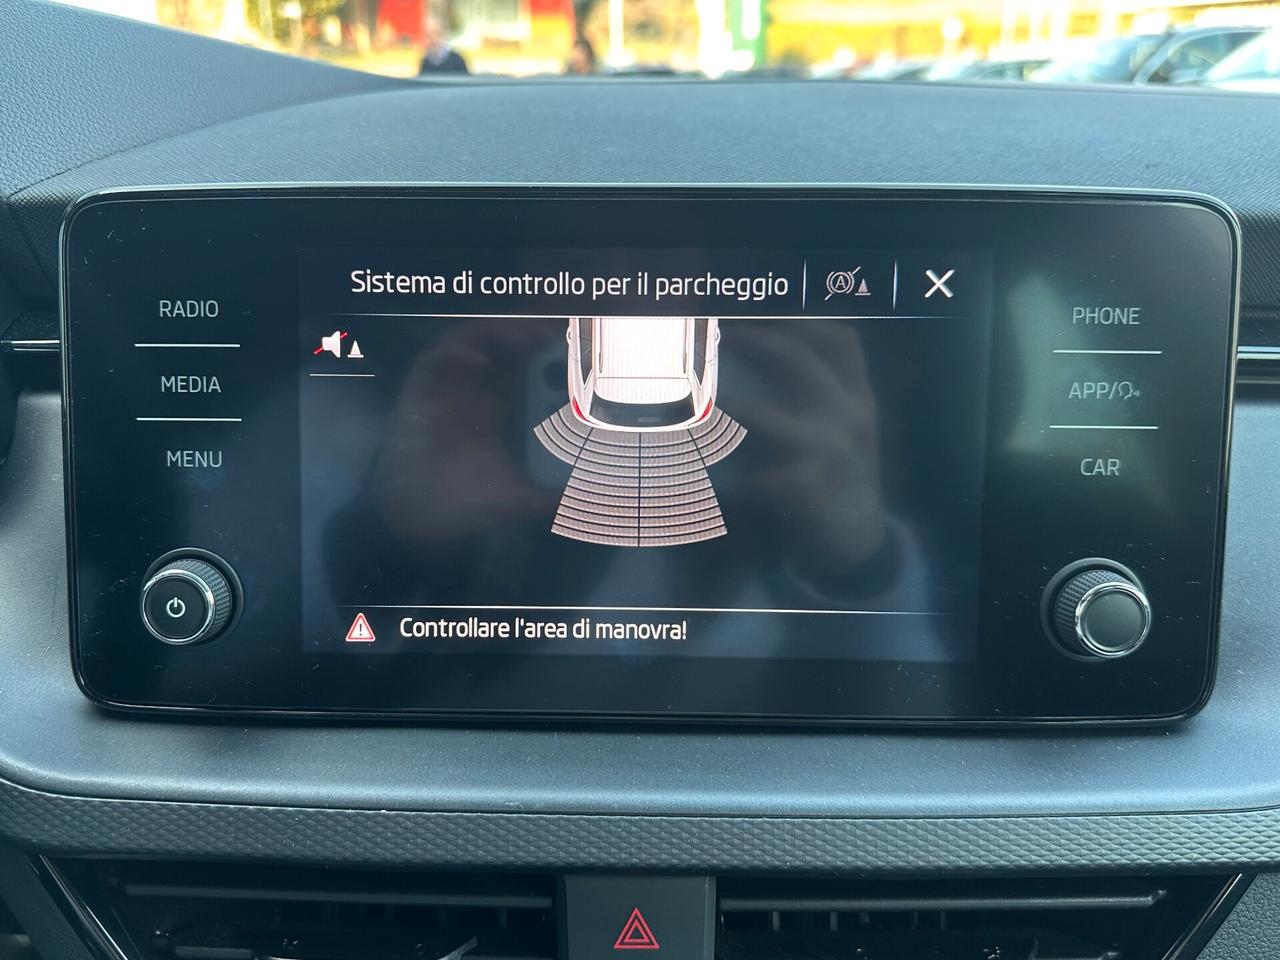 Sistema di controllo per il parcheggio
RADIO
MEDIA
MENU
PHONE
APP/
CAR
Controllare l'area di manovra!